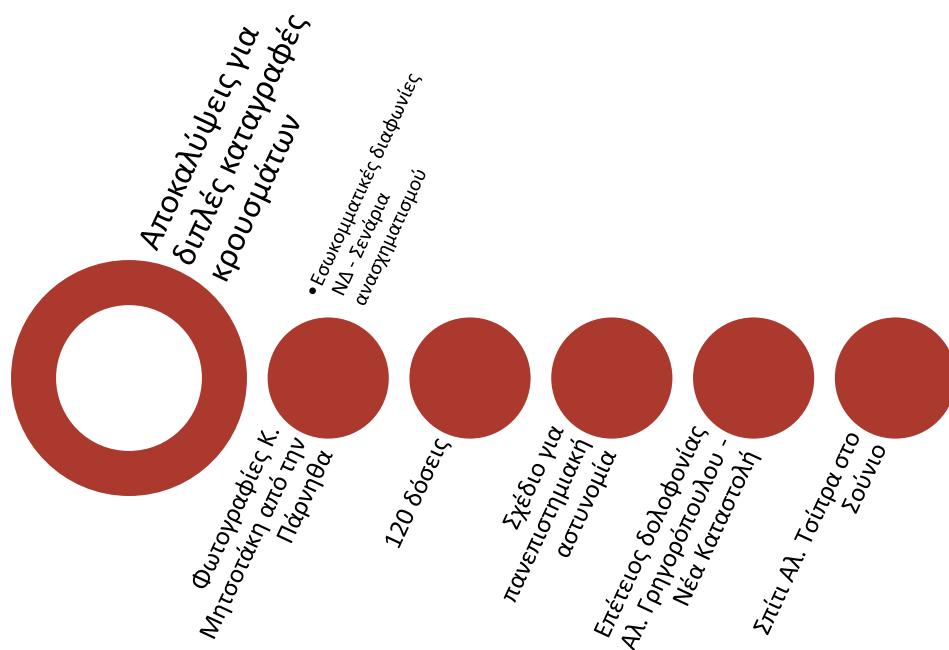 Αποκαλύψεις για
διπλές καταγραφές
κρουσμάτων
•Εσωκομματικές διαφωνίες
ΝΔ - Σενάρια
ανασχηματισμού
Φωτογραφίες Κ.
Μητσοτάκη από την
Πάρνηθα
120 δόσεις
Σχέδιο για
πανεπιστημιακή
αστυνομία
Επέτειος δολοφονίας
Αλ. Γρηγορόπουλου -
Νέα Καταστολή
Σπίτι Αλ. Τσίπρα στο
Σούνιο